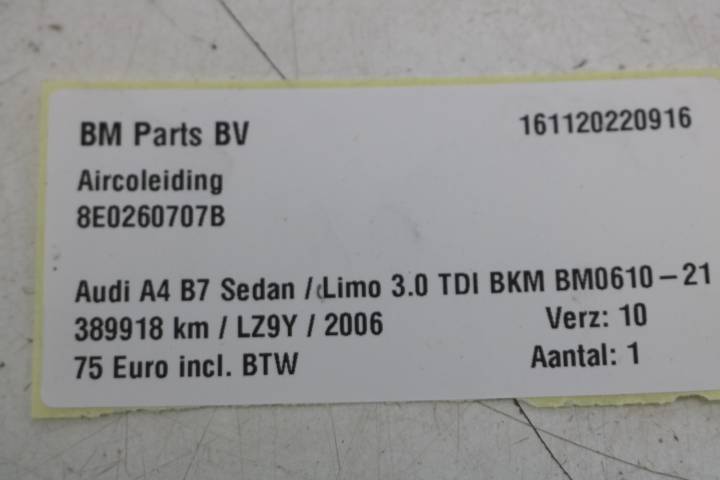 BM Parts BV 161120220916
Aircoleiding
8E0260707B
Audi A4 B7 Sedan / Limo 3.0 TDI BKM BM0610-21
389918 km / LZ9Y / 2006 Verz: 10
75 Euro incl. BTW Aantal: 1